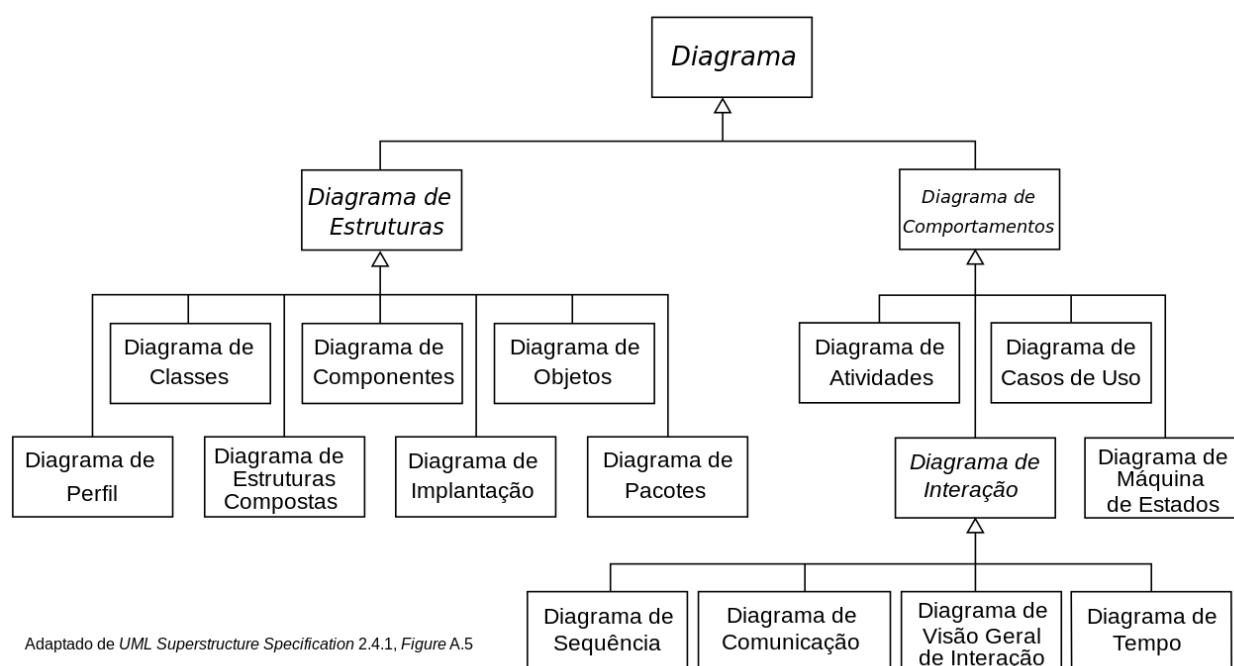 Diagrama
Diagrama de
Estruturas
Diagrama de
Comportamentos
Diagrama de
Classes
Diagrama de
Componentes
Diagrama de
Objetos
Diagrama de
Atividades
Diagrama de
Casos de Uso
Diagrama de
Perfil
Diagrama de
Estruturas
Compostas
Diagrama de
Implantação
Diagrama de
Pacotes
Diagrama de
Interação
Diagrama de
Máquina
de Estados
Diagrama de
Sequência
Diagrama de
Comunicação
Diagrama de
Visão Geral
de Interação
Diagrama de
Tempo
Adaptado de UML Superstructure Specification 2.4.1, Figure A.5